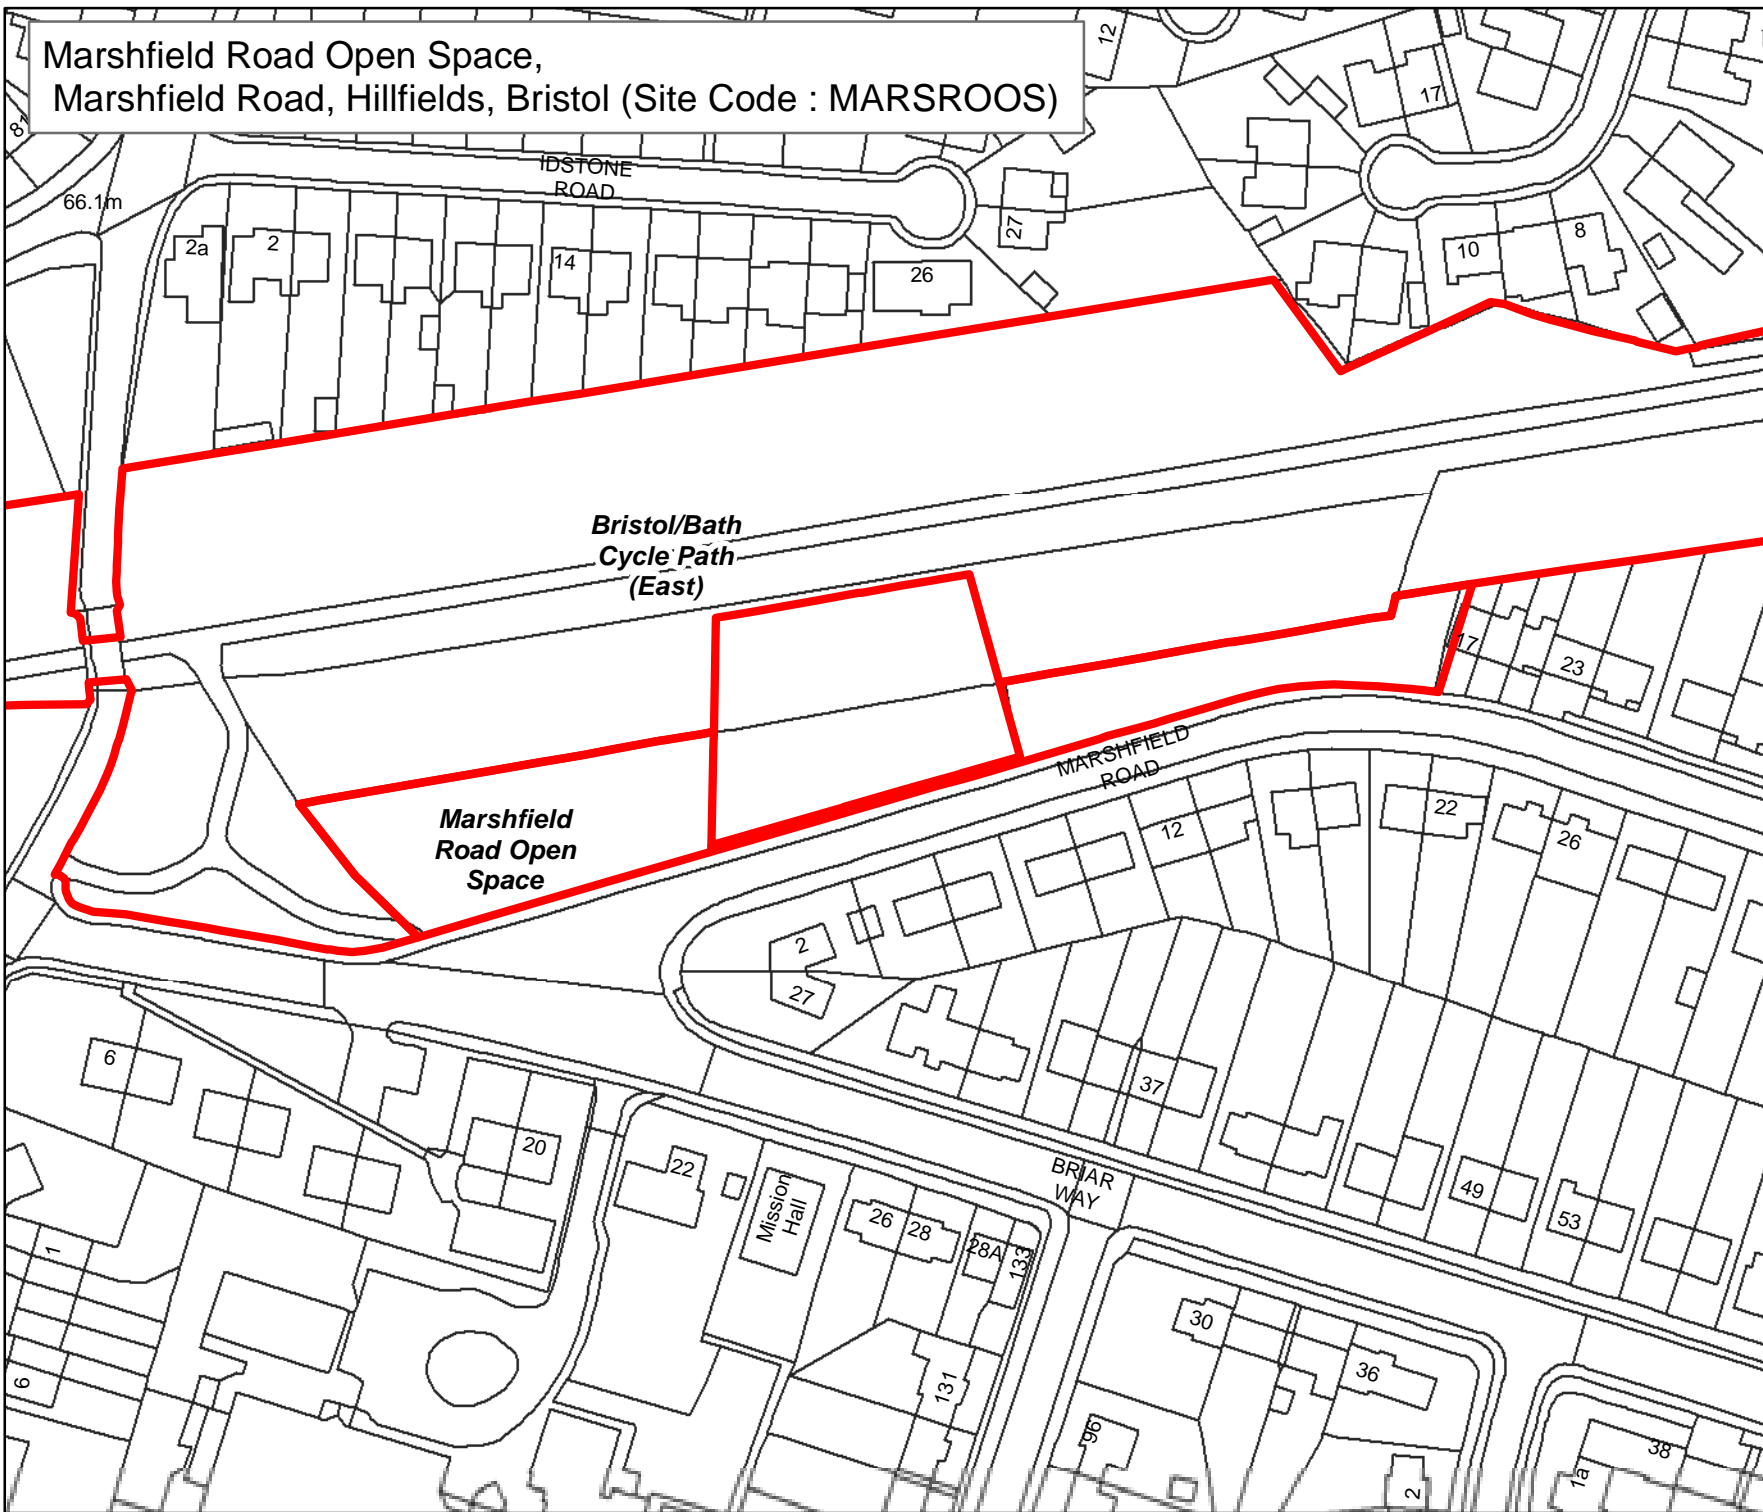 Marshfield Road Open Space,
Marshfield Road, Hillfields, Bristol (Site Code : MARSROOS)
12
17
IDSTONE
ROAD
66.1m
2a
2
14
26
27
10
8
Bristol/Bath
Cycle Path
(East)
17
23
MARSHFIELD
ROAD
Marshfield
Road Open
Space
12
22
26
2
27
6
20
22
Mission
Hall
26
28
28A
133
37
BRIAR
WAY
49
53
1
6
131
30
36
96
38
1a
2